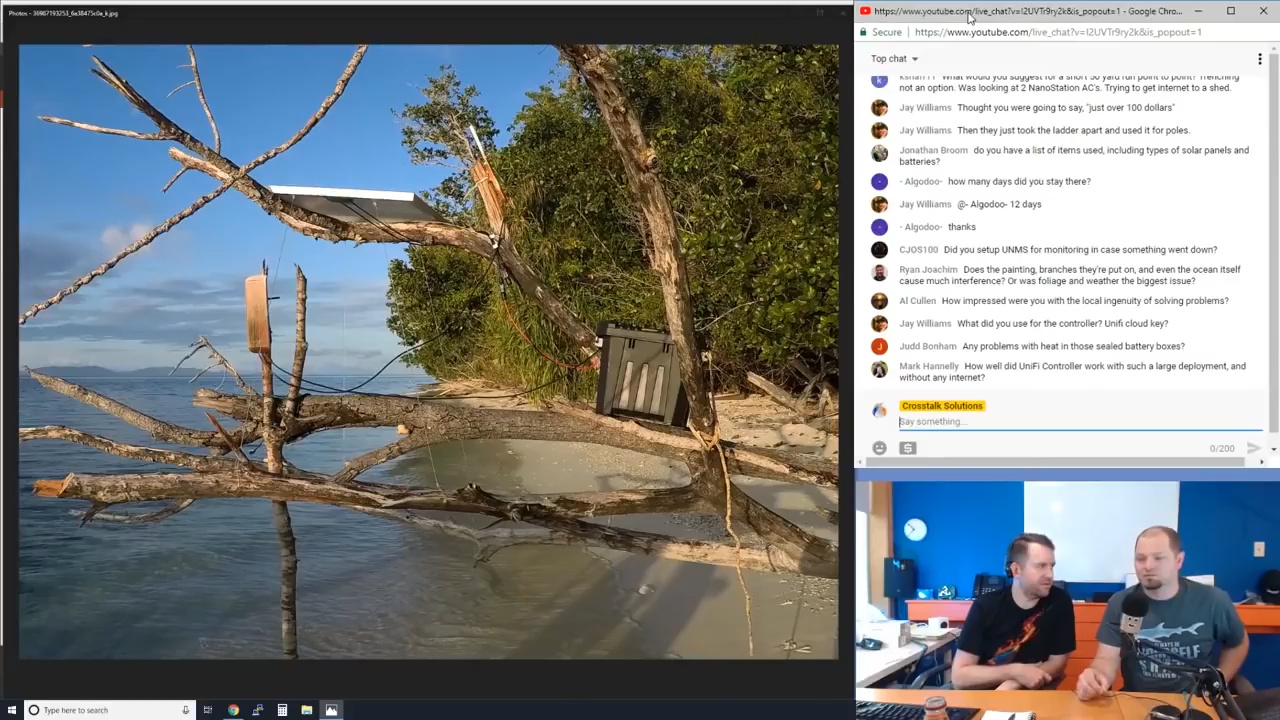 Photos - 36987193253_6a38475c0a_k.jpg
https://www.youtube.com/live_chat?v=I2UVTr9ry2k&is_popout=1 - Google Chro...
Secure https://www.youtube.com/live_chat?v=I2UVTr9ry2k&is_popout=1
Top chat
What would you suggest for a short 50 yard run point to point? Trenching
not an option. Was looking at 2 NanoStation AC's. Trying to get internet to a shed.
Jay Williams Thought you were going to say, "just over 100 dollars"
Jay Williams Then they just took the ladder apart and used it for poles.
Jonathan Broom do you have a list of items used, including types of solar panels and
batteries?
- Algodoo- how many days did you stay there?
Jay Williams @- Algodoo- 12 days
- Algodoo- thanks
CJOS100 Did you setup UNMS for monitoring in case something went down?
Ryan Joachim Does the painting, branches they're put on, and even the ocean itself
cause much interference? Or was foliage and weather the biggest issue?
Al Cullen How impressed were you with the local ingenuity of solving problems?
Jay Williams What did you use for the controller? Unifi cloud key?
Judd Bonham Any problems with heat in those sealed battery boxes?
Mark Hannelly How well did UniFi Controller work with such a large deployment, and
without any internet?
Crosstalk Solutions
Say something...
0/200
Type here to search